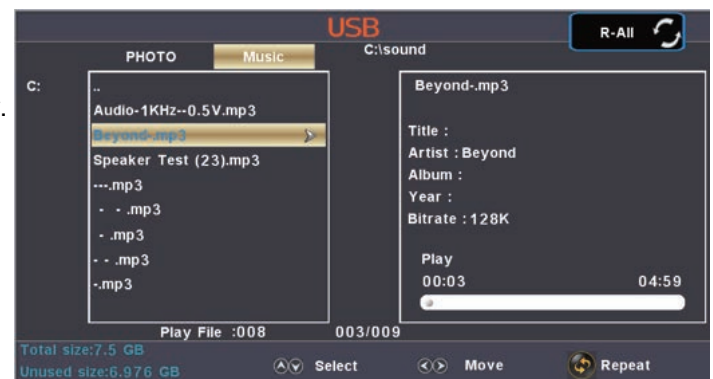 USB
R-All
PHOTO Music C:\sound
C:
..
Audio-1KHz--0.5V.mp3
Beyond-.mp3
Speaker Test (23).mp3
---.mp3
- - .mp3
- .mp3
- - .mp3
-.mp3
Beyond-.mp3
Title :
Artist : Beyond
Album :
Year :
Bitrate : 128K
Play
00:03 04:59
Play File :008 003/009
Total size:7.5 GB
Unused size:6.976 GB
Select Move Repeat